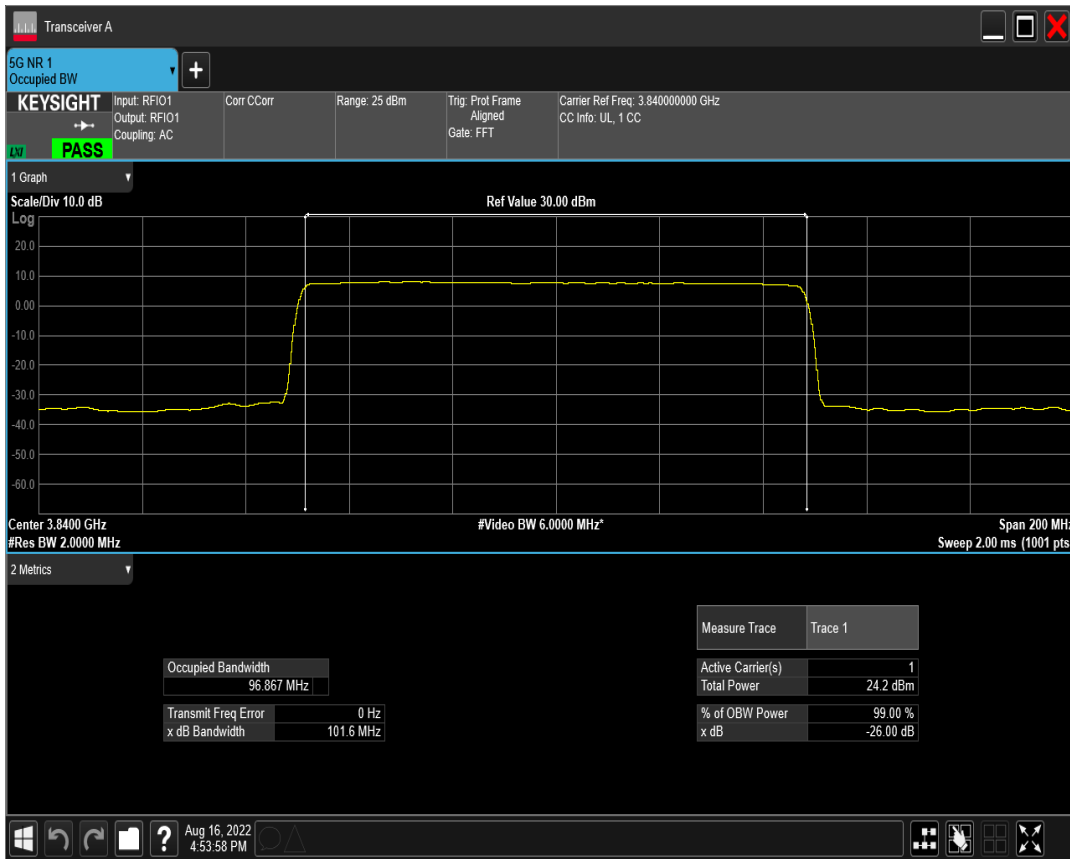 Transceiver A
5G NR 1
Occupied BW
+
KEYSIGHT
LXI
PASS
Input: RFIO1
Output: RFIO1
Coupling: AC
Corr CCorr
Range: 25 dBm
Trig: Prot Frame
Aligned
Gate: FFT
Carrier Ref Freq: 3.840000000 GHz
CC Info: UL, 1 CC
1 Graph
Scale/Div 10.0 dB
Ref Value 30.00 dBm
Log
20.0
10.0
0.00
-10.0
-20.0
-30.0
-40.0
-50.0
-60.0
Center 3.8400 GHz
#Video BW 6.0000 MHz*
Span 200 MHz
#Res BW 2.0000 MHz
Sweep 2.00 ms (1001 pts
2 Metrics
Measure Trace Trace 1
Occupied Bandwidth
96.867 MHz
Active Carrier(s) 1
Total Power 24.2 dBm
Transmit Freq Error 0 Hz
x dB Bandwidth 101.6 MHz
% of OBW Power 99.00 %
x dB -26.00 dB
?
Aug 16, 2022
4:53:58 PM